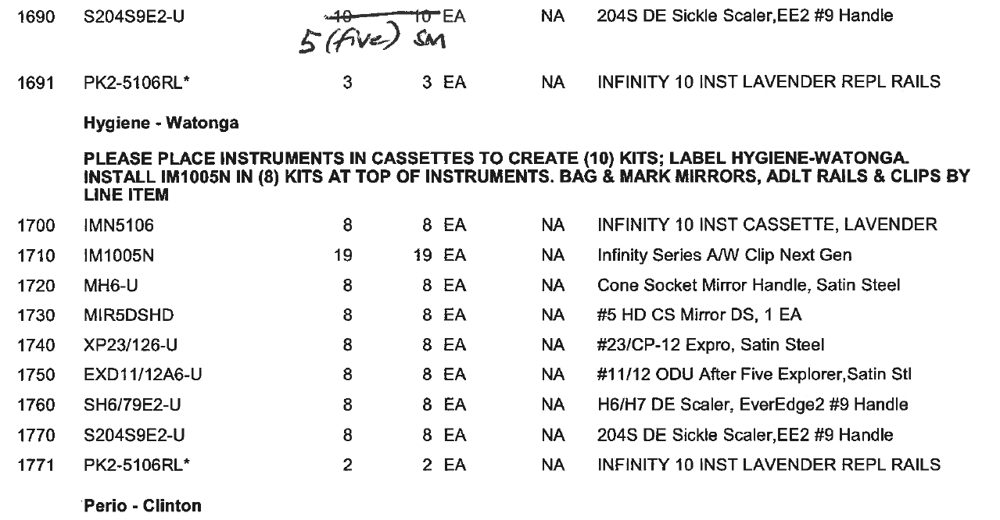 1690 S204S9E2-U 10 10 EA NA 204S DE Sickle Scaler,EE2 #9 Handle
5 (five) SM
1691 PK2-5106RL* 3 3 EA NA INFINITY 10 INST LAVENDER REPL RAILS
Hygiene - Watonga
PLEASE PLACE INSTRUMENTS IN CASSETTES TO CREATE (10) KITS; LABEL HYGIENE-WATONGA.
INSTALL IM1005N IN (8) KITS AT TOP OF INSTRUMENTS. BAG & MARK MIRRORS, ADLT RAILS & CLIPS BY
LINE ITEM
1700 IMN5106 8 8 EA NA INFINITY 10 INST CASSETTE, LAVENDER
1710 IM1005N 19 19 EA NA Infinity Series A/W Clip Next Gen
1720 MH6-U 8 8 EA NA Cone Socket Mirror Handle, Satin Steel
1730 MIR5DSHD 8 8 EA NA #5 HD CS Mirror DS, 1 EA
1740 XP23/126-U 8 8 EA NA #23/CP-12 Expro, Satin Steel
1750 EXD11/12A6-U 8 8 EA NA #11/12 ODU After Five Explorer,Satin Stl
1760 SH6/79E2-U 8 8 EA NA H6/H7 DE Scaler, EverEdge2 #9 Handle
1770 S204S9E2-U 8 8 EA NA 204S DE Sickle Scaler,EE2 #9 Handle
1771 PK2-5106RL* 2 2 EA NA INFINITY 10 INST LAVENDER REPL RAILS
Perio - Clinton